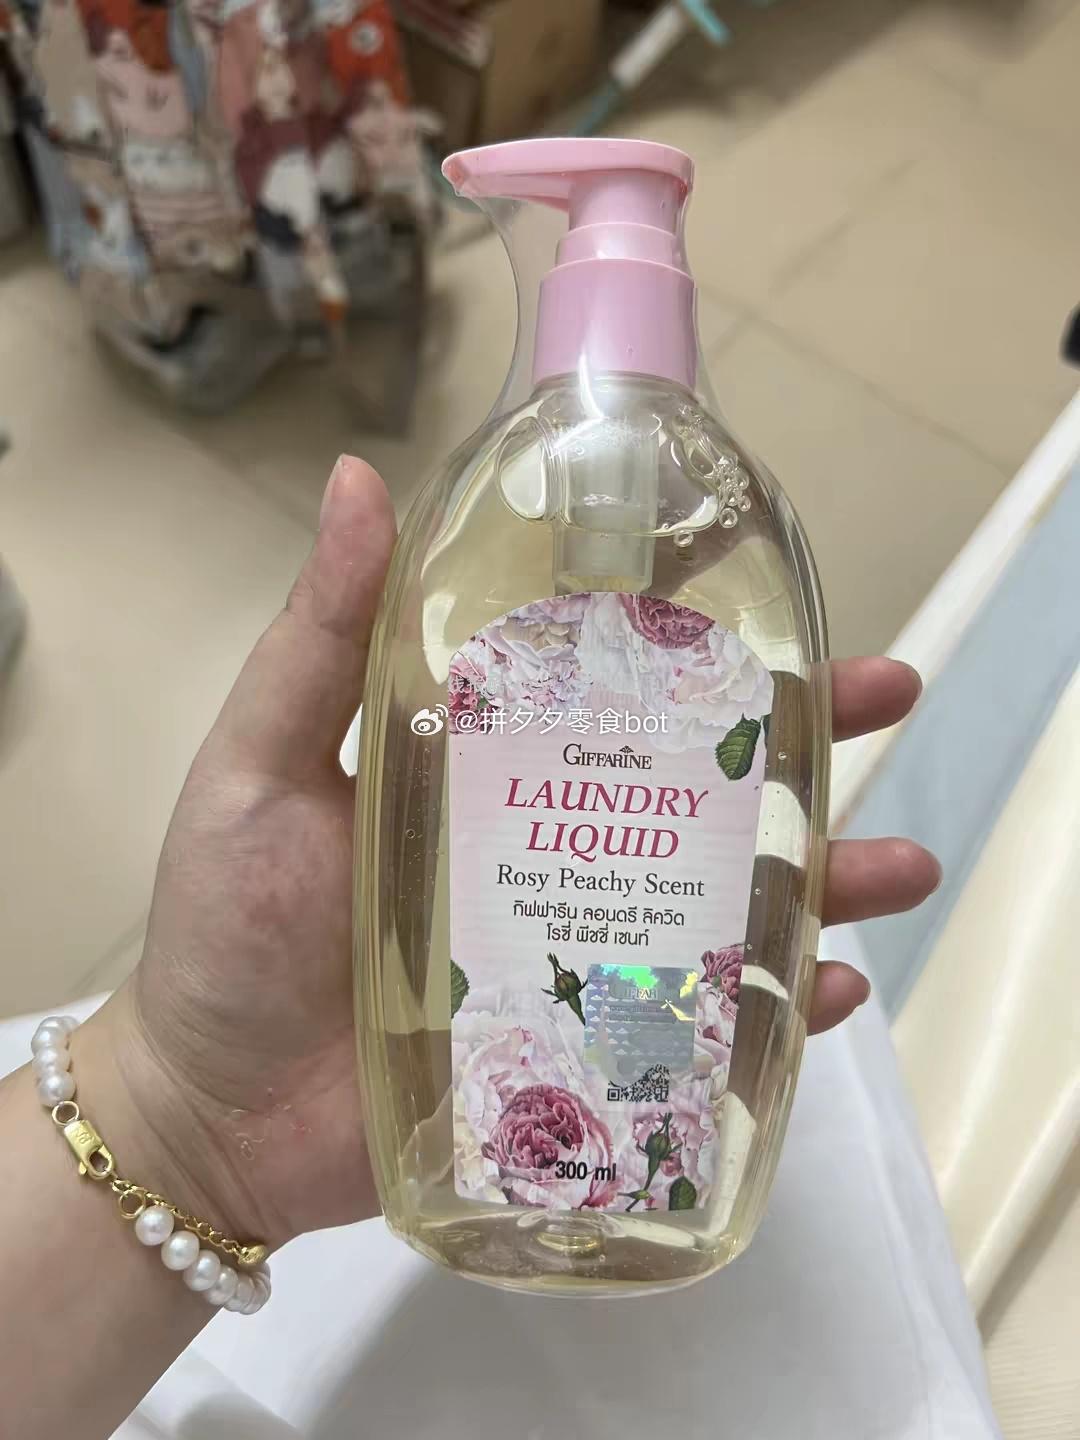 @拼夕夕零食bot
GIFFARINE
LAUNDRY
LIQUID
Rosy Peachy Scent
กิฟฟารีน ลอนดรี ลิควิด
โรซี่ พีชชี่ เซนท์
300 ml